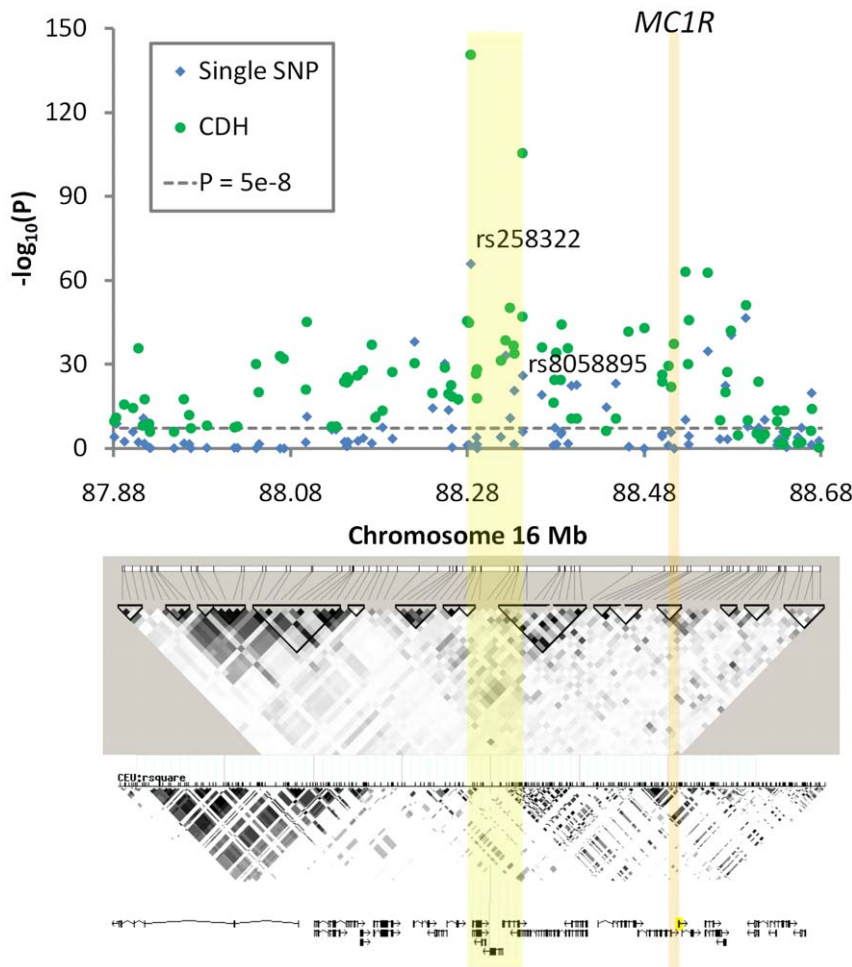 MC1R
150
120
90
60
30
0
-log₁₀(P)
Single SNP
CDH
P = 5e-8
rs258322
rs8058895
87.88 88.08 88.28 88.48 88.68
Chromosome 16 Mb
CEU:rsquare